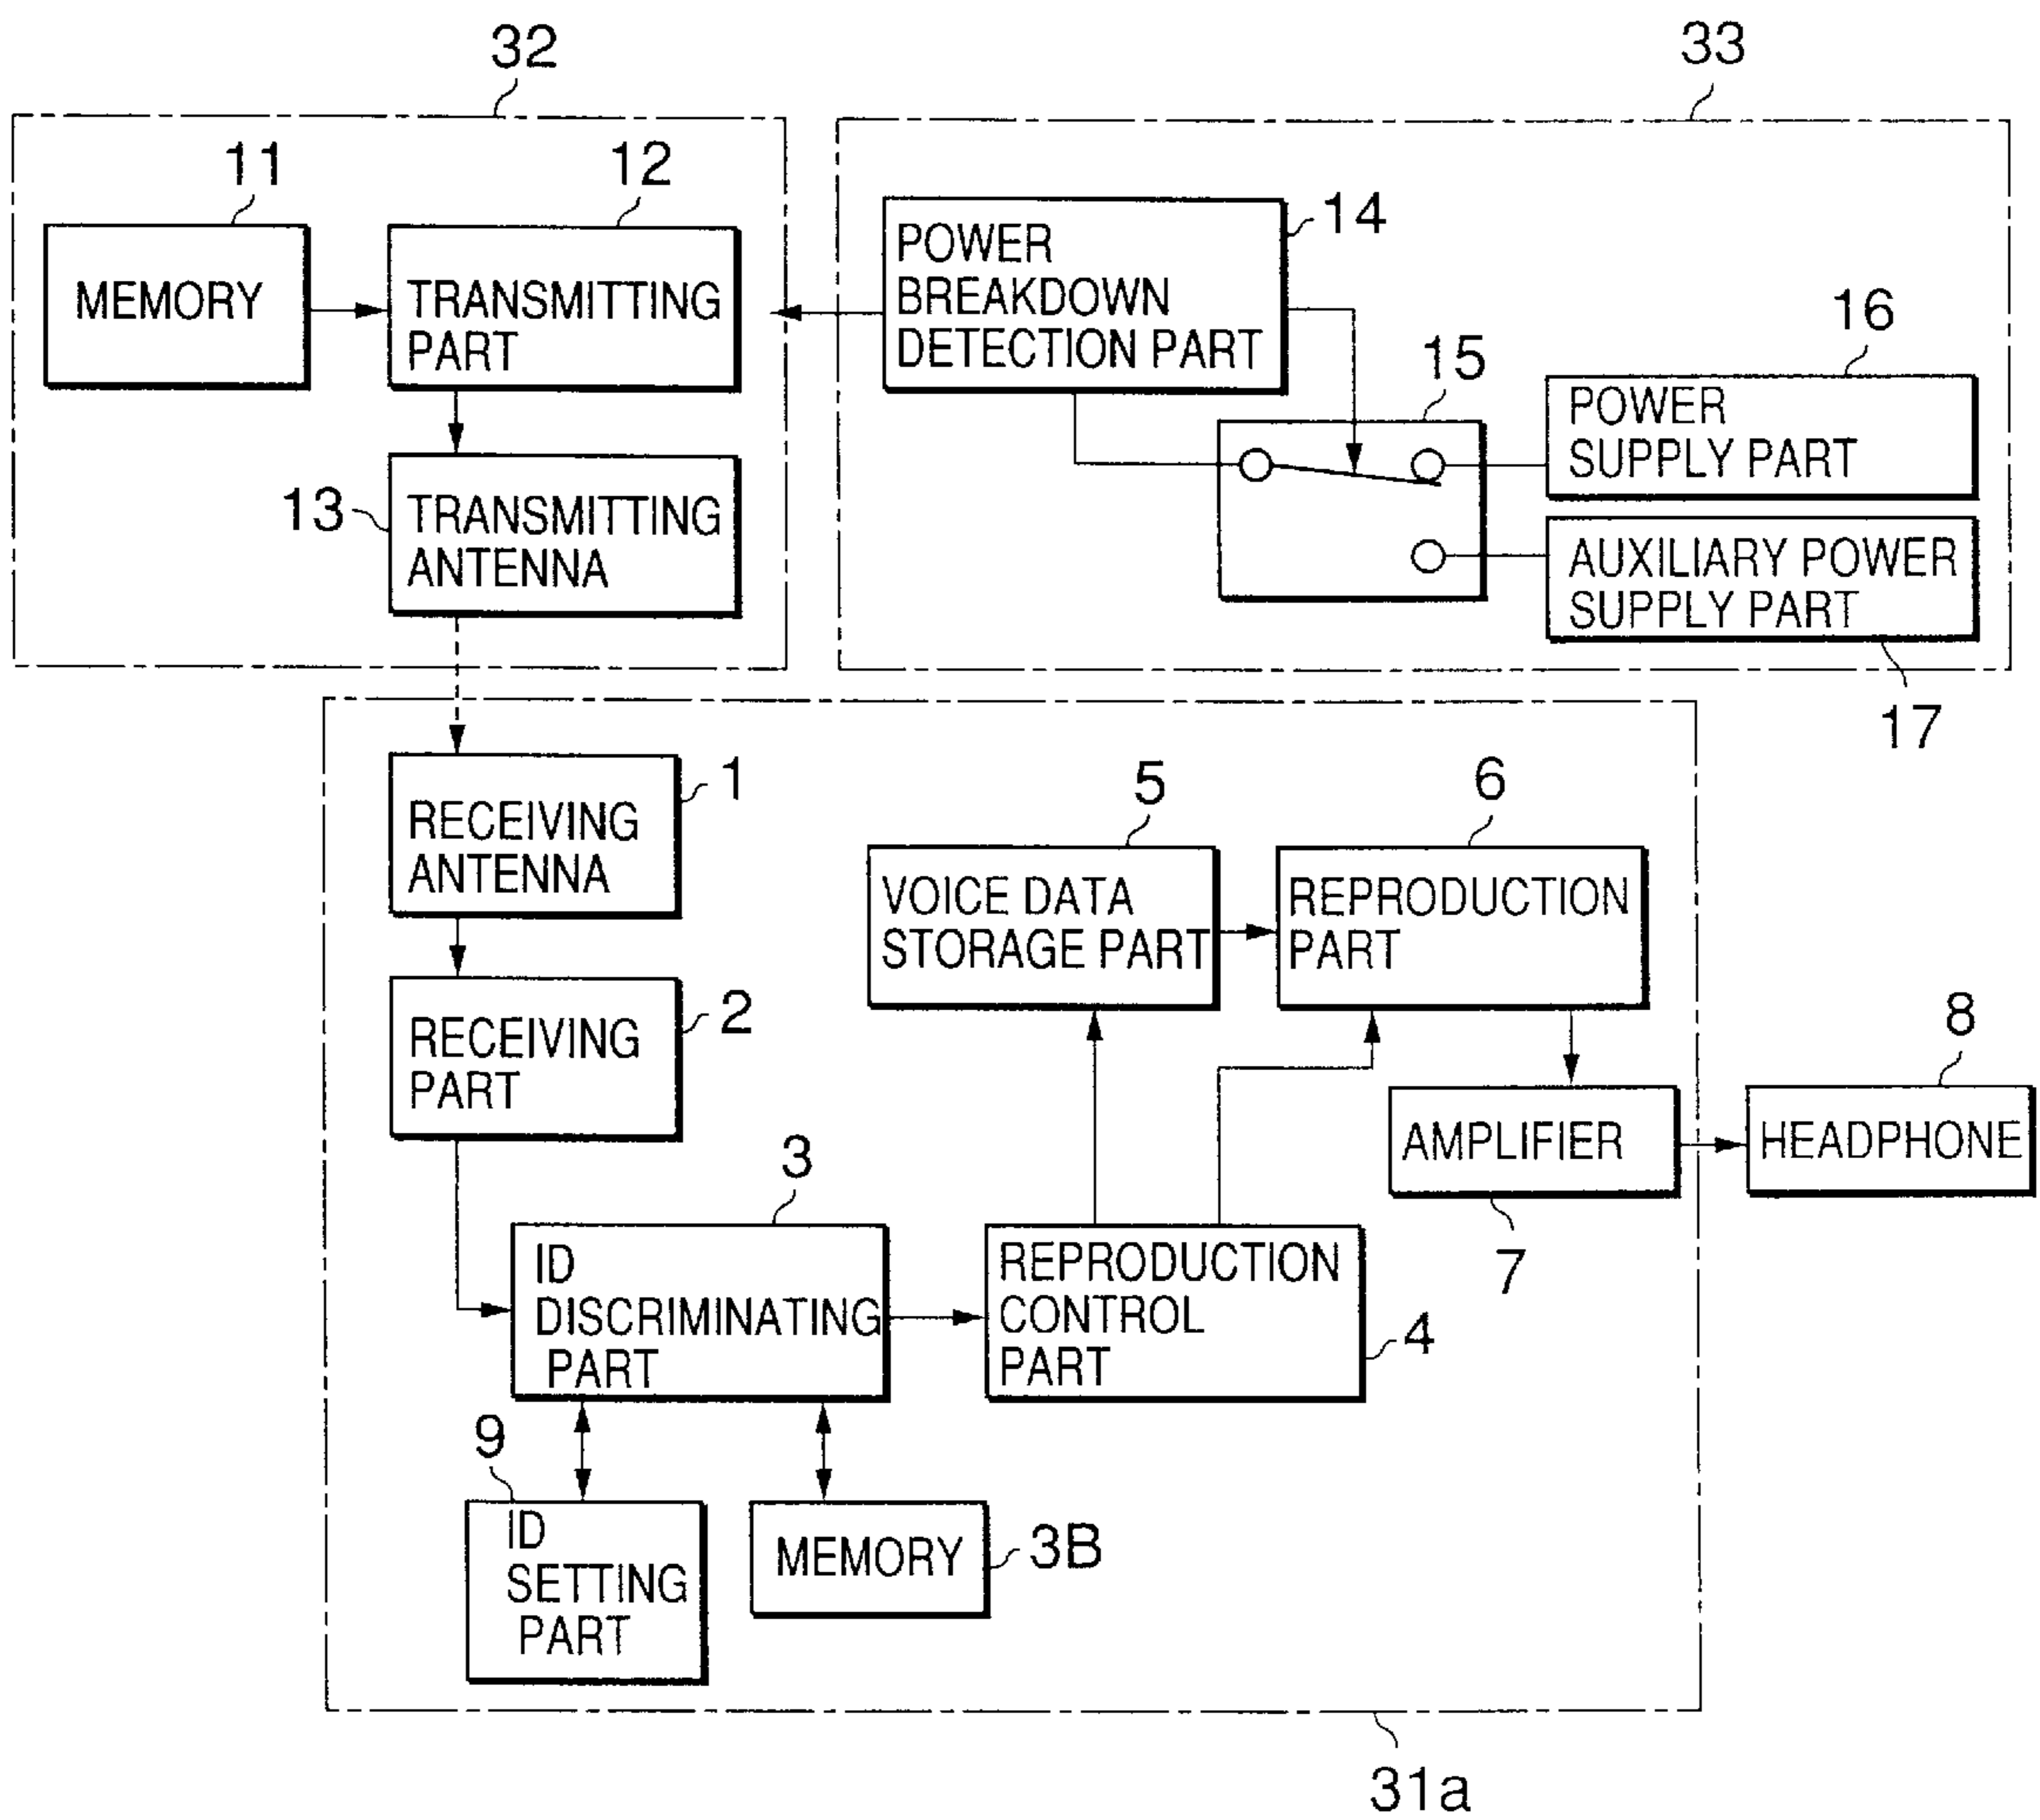 32
33
11
12
MEMORY
TRANSMITTING
PART
13
TRANSMITTING
ANTENNA
14
POWER
BREAKDOWN
DETECTION PART
15
16
POWER
SUPPLY PART
AUXILIARY POWER
SUPPLY PART
17
1
RECEIVING
ANTENNA
2
RECEIVING
PART
5
VOICE DATA
STORAGE PART
6
REPRODUCTION
PART
8
AMPLIFIER
HEADPHONE
7
3
ID
DISCRIMINATING
PART
REPRODUCTION
CONTROL
PART
4
9
ID
SETTING
PART
MEMORY
3B
31a